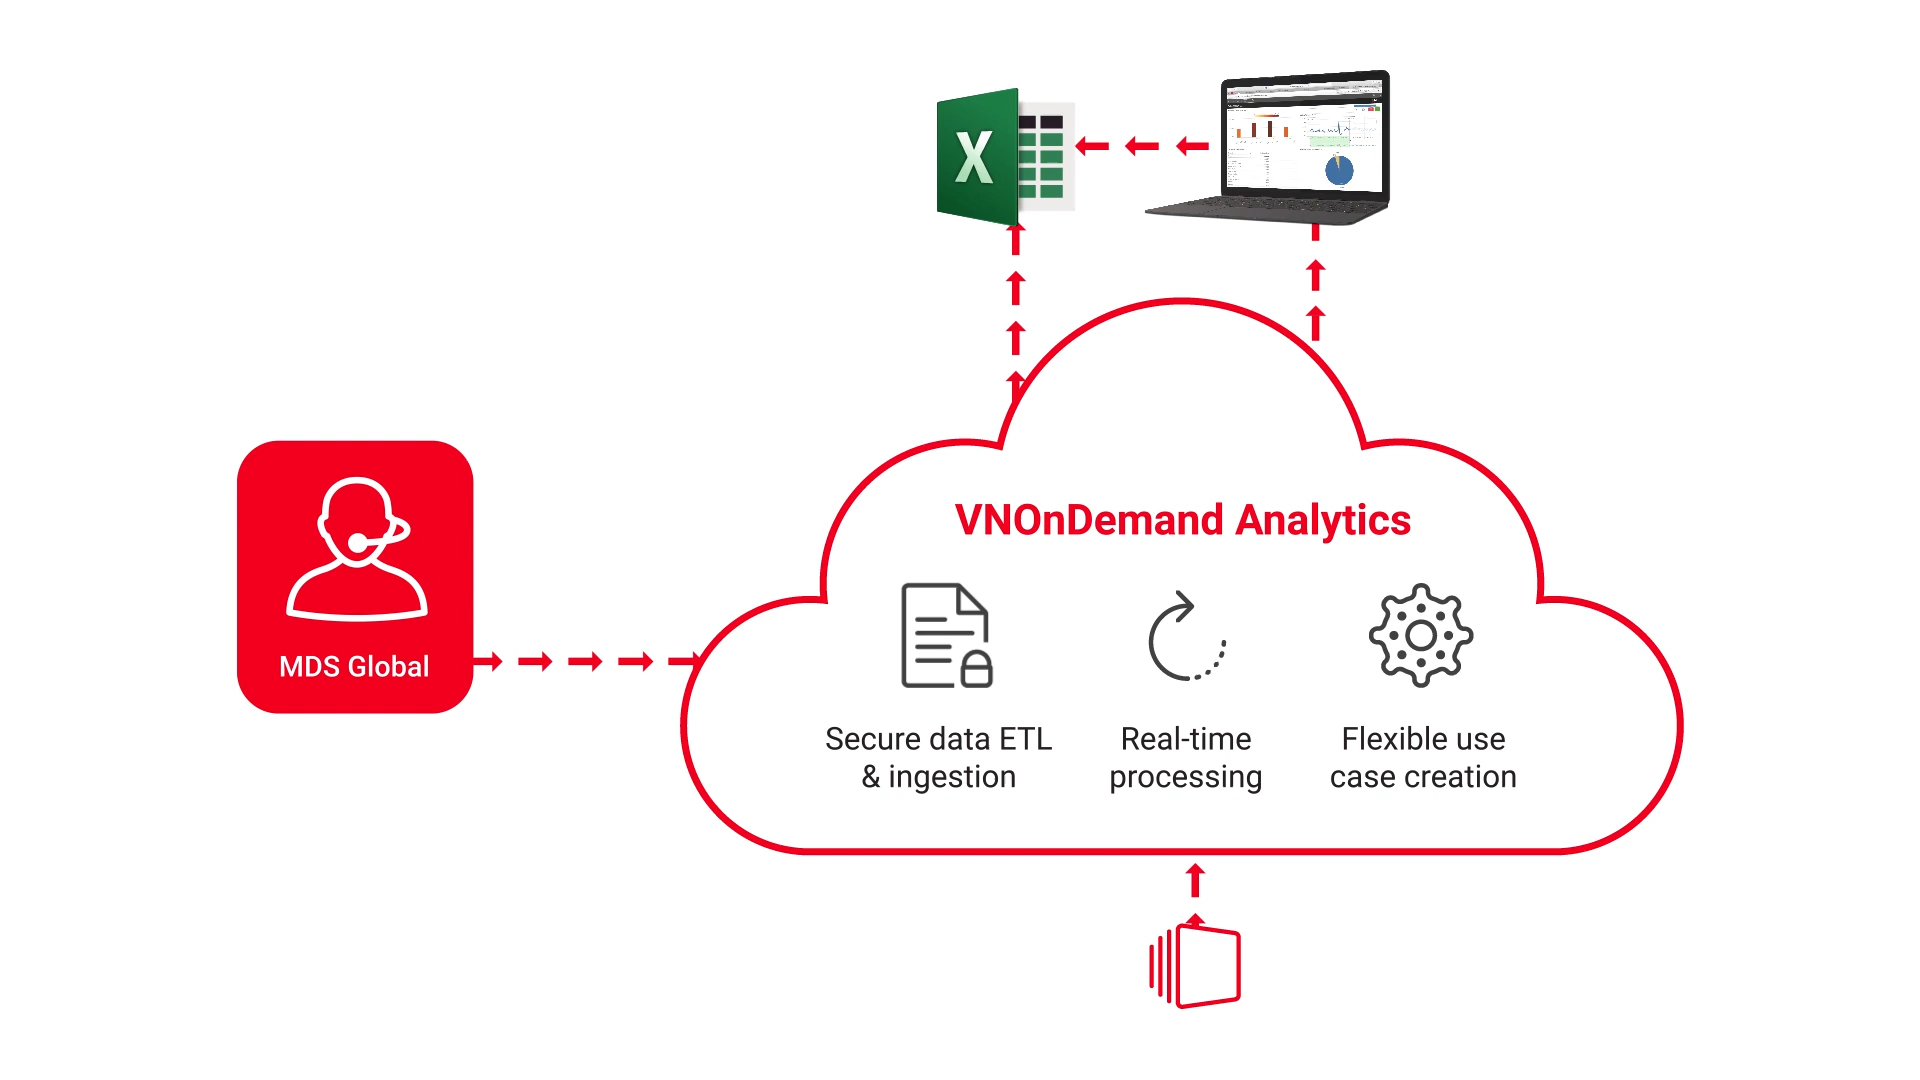 X
VNOnDemand Analytics
MDS Global
Secure data ETL
& ingestion
Real-time
processing
Flexible use
case creation